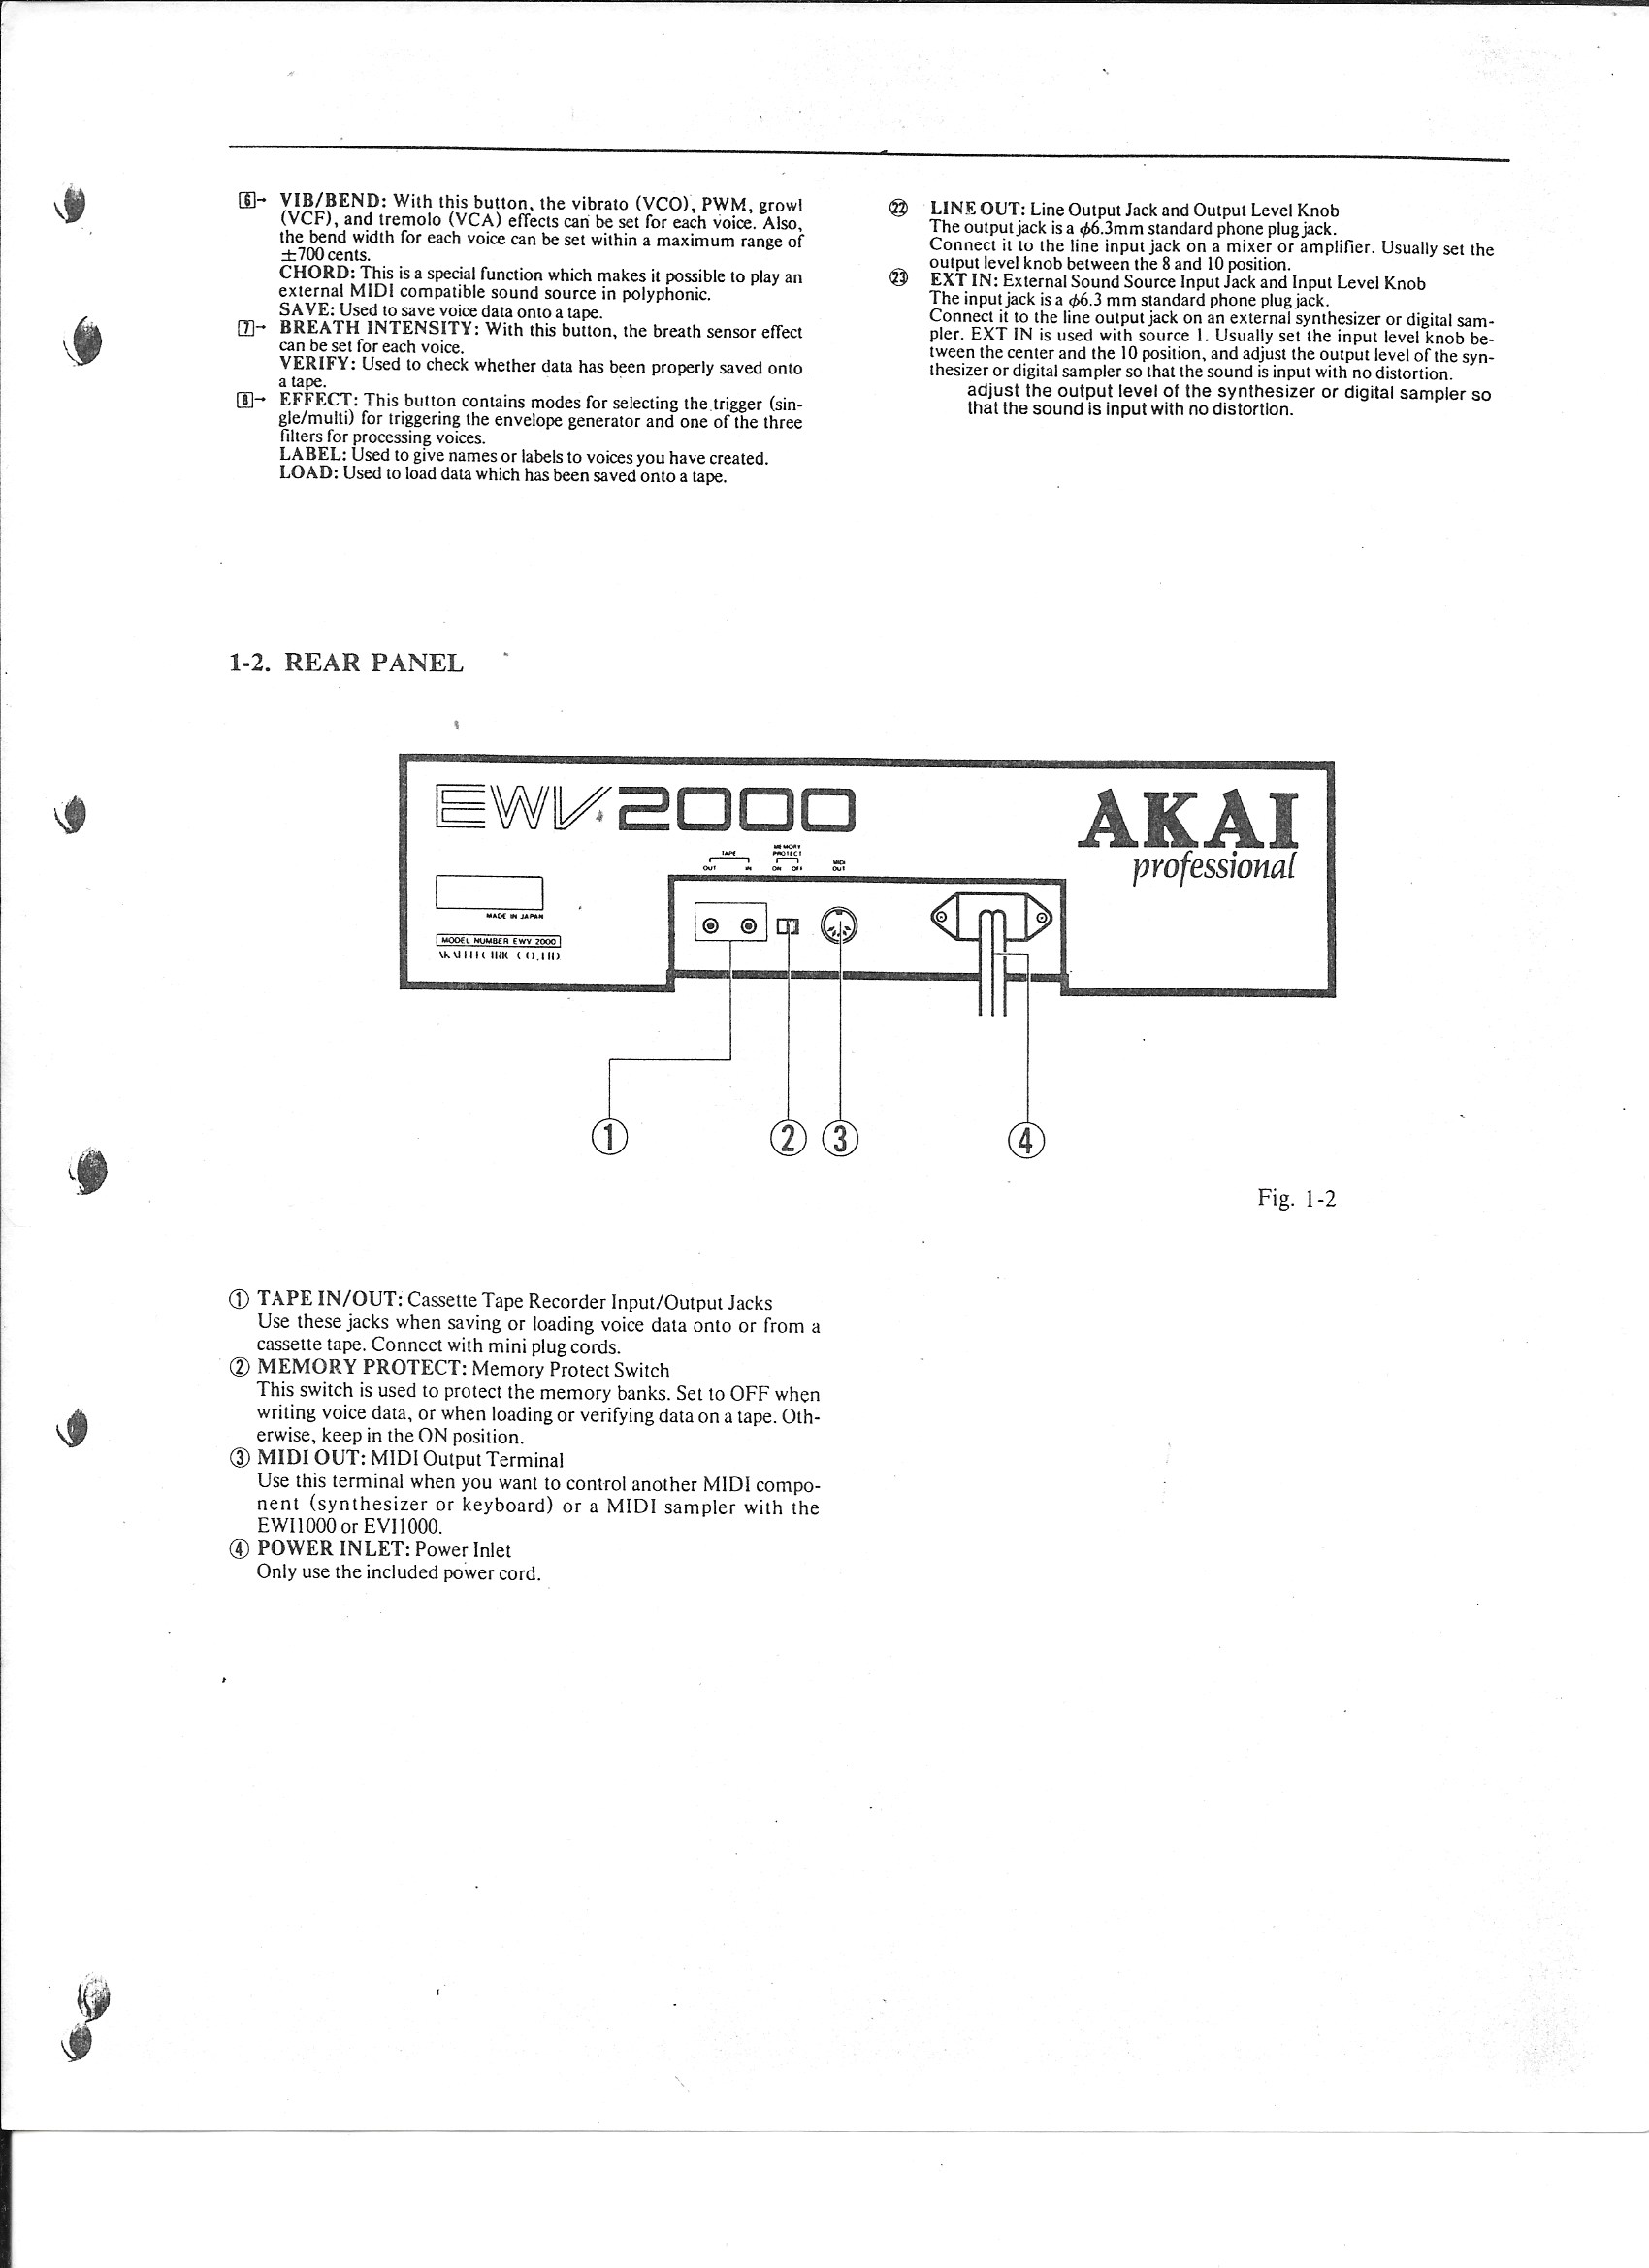 6→ VIB/BEND: With this button, the vibrato (VCO), PWM, growl
(VCF), and tremolo (VCA) effects can be set for each voice. Also,
the bend width for each voice can be set within a maximum range of
±700 cents.
CHORD: This is a special function which makes it possible to play an
external MIDI compatible sound source in polyphonic.
SAVE: Used to save voice data onto a tape.
7→ BREATH INTENSITY: With this button, the breath sensor effect
can be set for each voice.
VERIFY: Used to check whether data has been properly saved onto
a tape.
8→ EFFECT: This button contains modes for selecting the trigger (sin-
gle/multi) for triggering the envelope generator and one of the three
filters for processing voices.
LABEL: Used to give names or labels to voices you have created.
LOAD: Used to load data which has been saved onto a tape.
㉒ LINE OUT: Line Output Jack and Output Level Knob
The output jack is a ϕ6.3mm standard phone plug jack.
Connect it to the line input jack on a mixer or amplifier. Usually set the
output level knob between the 8 and 10 position.
㉓ EXT IN: External Sound Source Input Jack and Input Level Knob
The input jack is a ϕ6.3 mm standard phone plug jack.
Connect it to the line output jack on an external synthesizer or digital sam-
pler. EXT IN is used with source 1. Usually set the input level knob be-
tween the center and the 10 position, and adjust the output level of the syn-
thesizer or digital sampler so that the sound is input with no distortion.
adjust the output level of the synthesizer or digital sampler so
that the sound is input with no distortion.
1-2. REAR PANEL
EWV 2000
AKAI
professional
TAPE
OUT IN
MEMORY
PROTECT
ON OFF
MIDI
OUT
MADE IN JAPAN
MODEL NUMBER EWV 2000
AKAI ELECTRIC CO., LTD.
① ② ③ ④
Fig. 1-2
① TAPE IN/OUT: Cassette Tape Recorder Input/Output Jacks
Use these jacks when saving or loading voice data onto or from a
cassette tape. Connect with mini plug cords.
② MEMORY PROTECT: Memory Protect Switch
This switch is used to protect the memory banks. Set to OFF when
writing voice data, or when loading or verifying data on a tape. Oth-
erwise, keep in the ON position.
③ MIDI OUT: MIDI Output Terminal
Use this terminal when you want to control another MIDI compo-
nent (synthesizer or keyboard) or a MIDI sampler with the
EWI1000 or EVI1000.
④ POWER INLET: Power Inlet
Only use the included power cord.